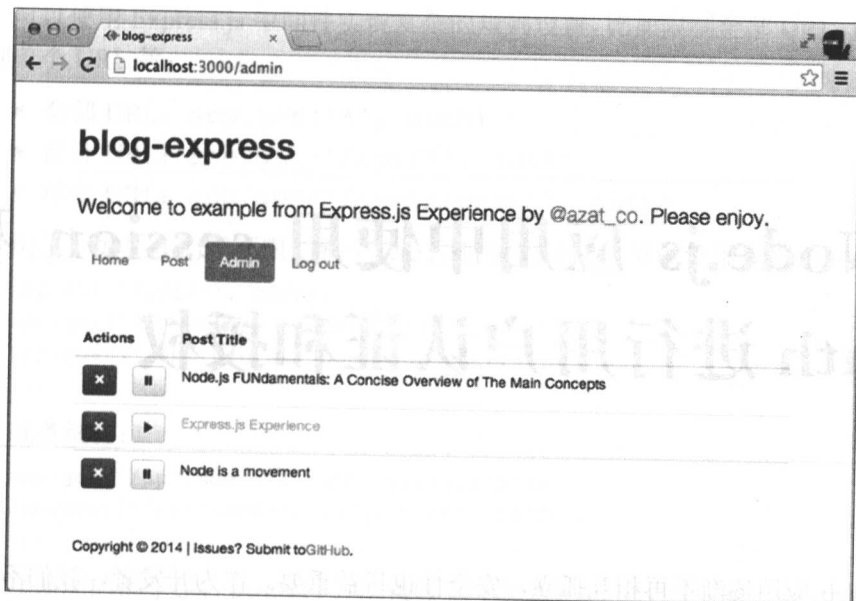 blog-express
localhost:3000/admin
blog-express
Welcome to example from Express.js Experience by @azat_co. Please enjoy.
Home Post Admin Log out
Actions Post Title
Node.js FUNdamentals: A Concise Overview of The Main Concepts
Express.js Experience
Node is a movement
Copyright © 2014 | Issues? Submit toGitHub.